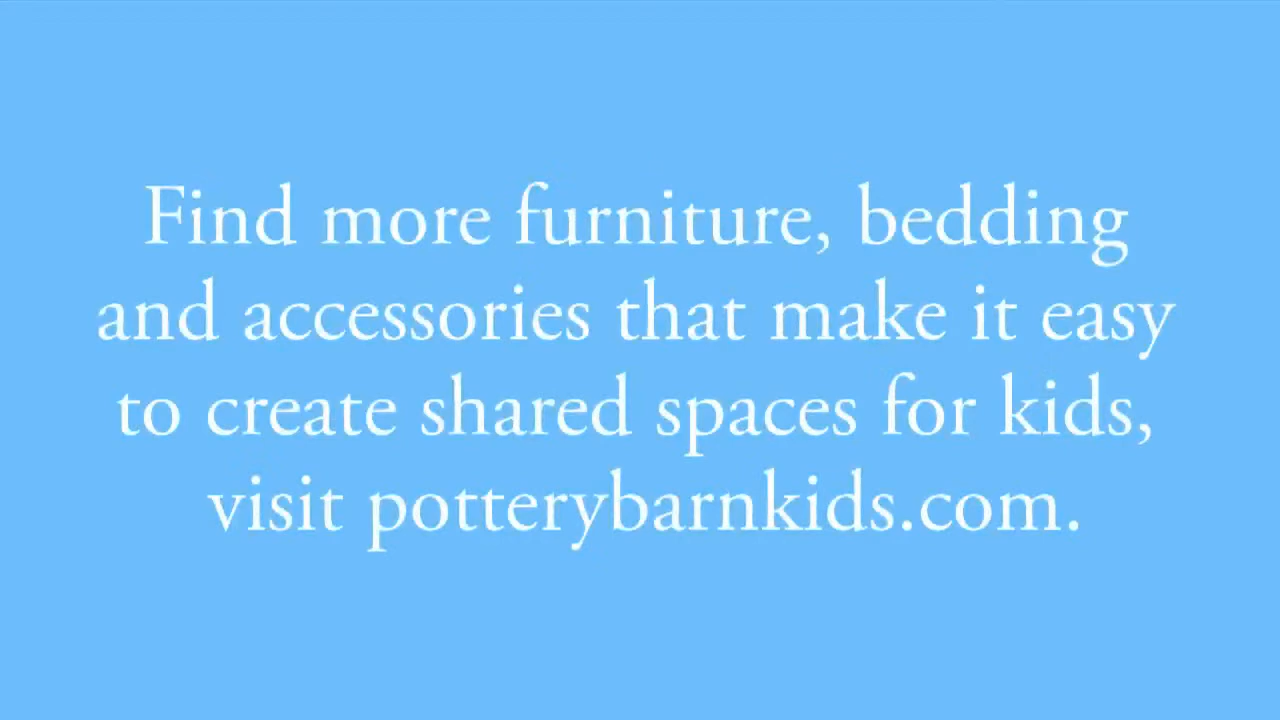 Find more furniture, bedding
and accessories that make it easy
to create shared spaces for kids,
visit potterybarnkids.com.